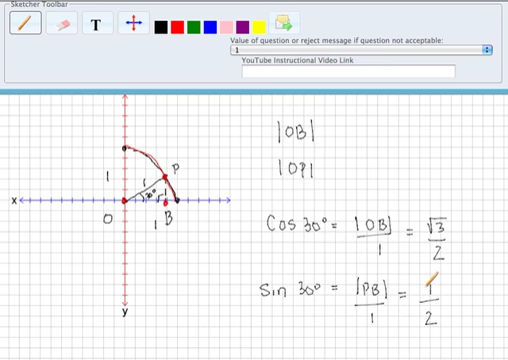 Sketcher Toolbar
T
Value of question or reject message if question not acceptable:
1
YouTube Instructional Video Link
|OB|
|OP|
1
1
P
30°
x
O
1
B
y
Cos 30° = |OB|/1 = √3/2
Sin 30° = |PB|/1 = 1/2